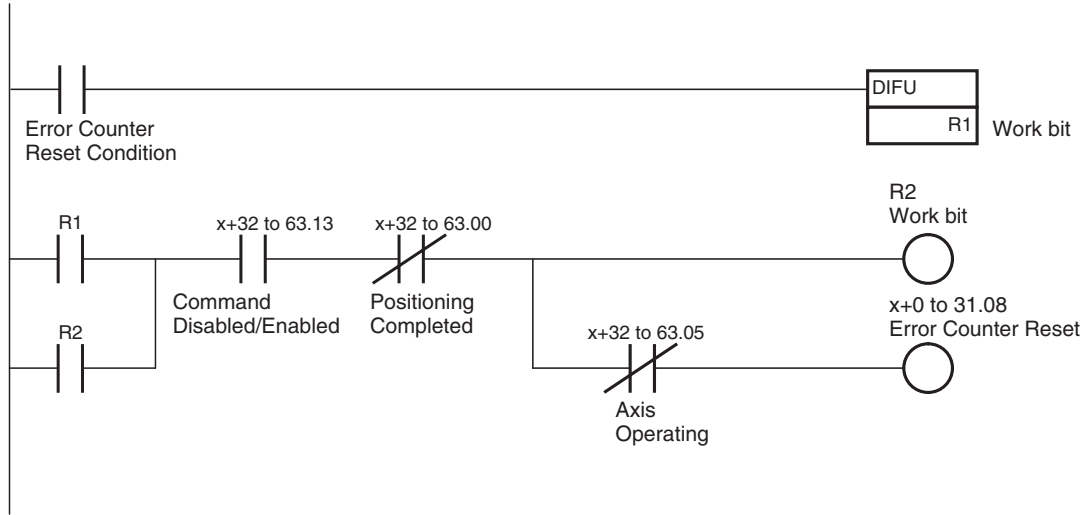 DIFU
R1
Work bit
Error Counter
Reset Condition
R2
Work bit
R1
x+32 to 63.13
x+32 to 63.00
Command
Disabled/Enabled
Positioning
Completed
x+0 to 31.08
Error Counter Reset
R2
x+32 to 63.05
Axis
Operating